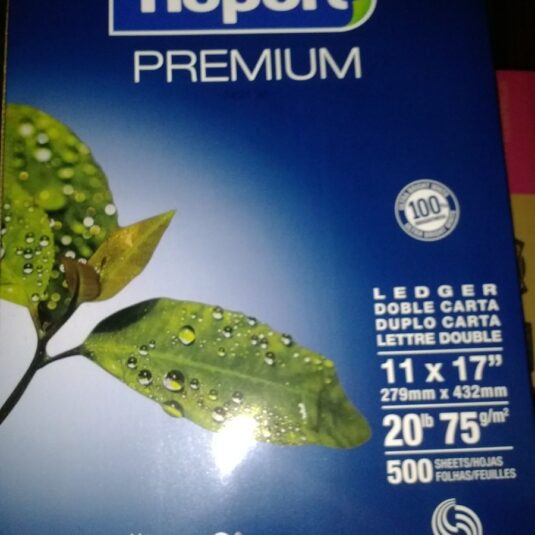 PREMIUM
100%
LEDGER
DOBLE CARTA
DUPLO CARTA
LETTRE DOUBLE
11 x 17"
279mm x 432mm
20lb 75g/m²
500 SHEETS/HOJAS
FOLHAS/FEUILLES